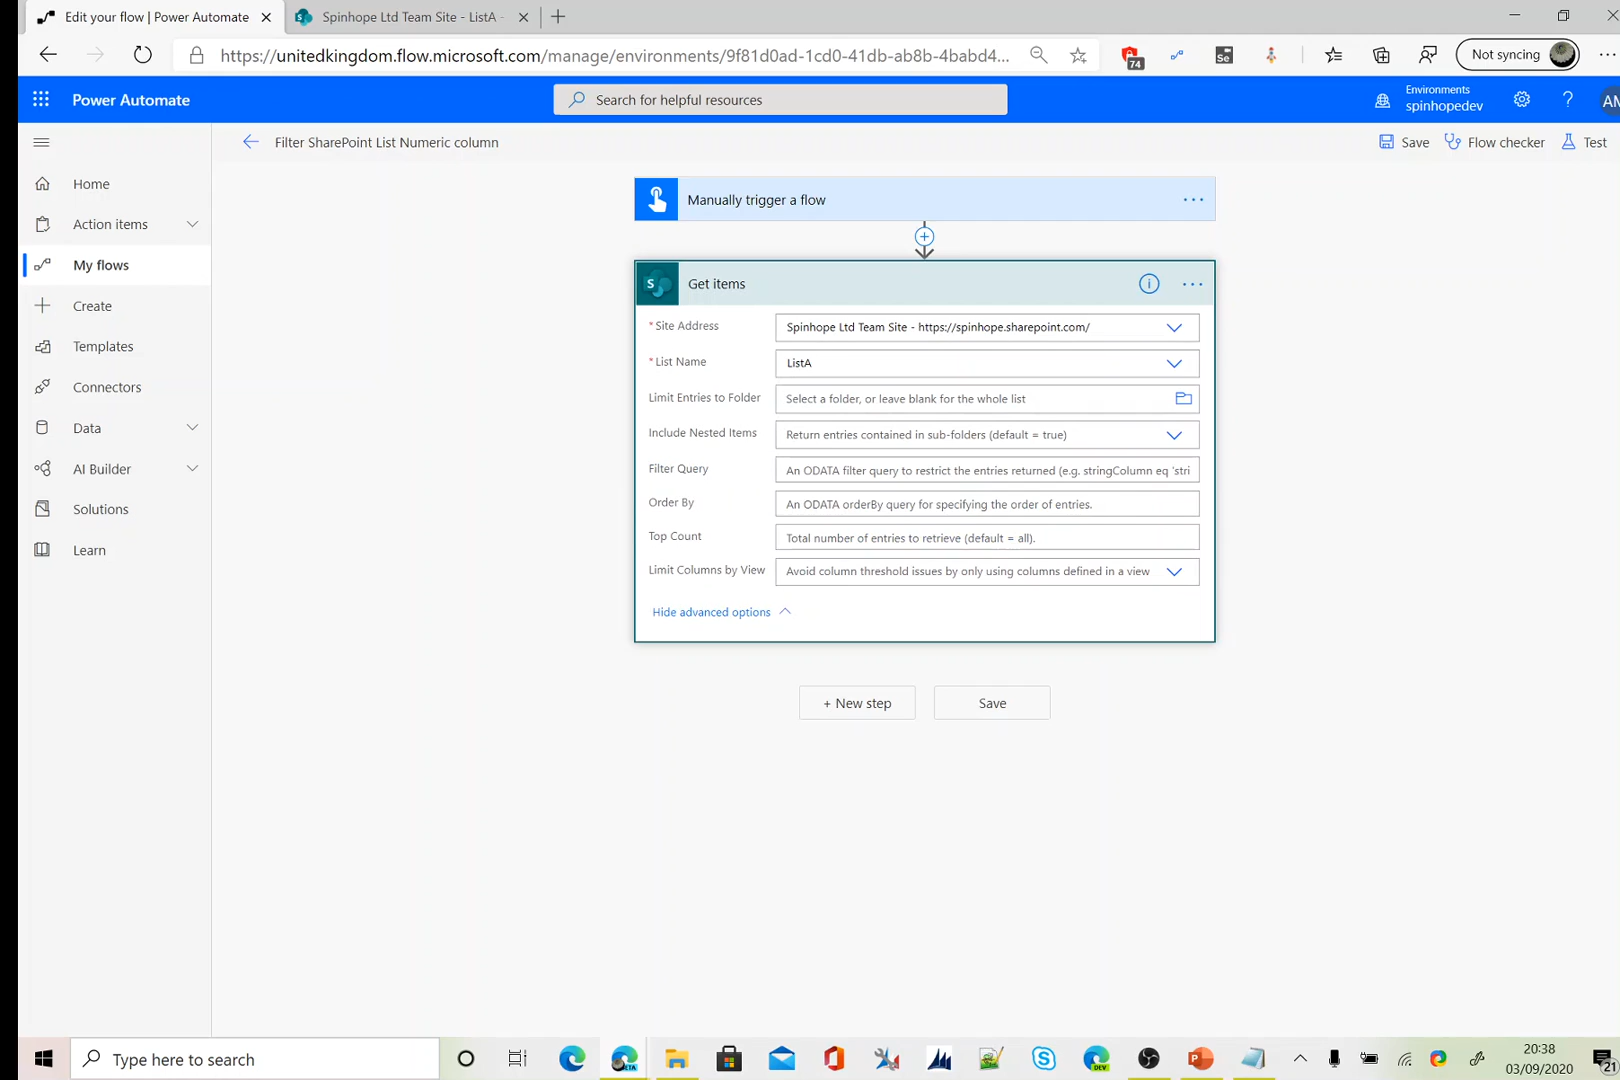 Edit your flow | Power Automate
Spinhope Ltd Team Site - ListA -
https://unitedkingdom.flow.microsoft.com/manage/environments/9f81d0ad-1cd0-41db-ab8b-4babd4...
74
Se
Not syncing
Power Automate
Search for helpful resources
Environments
spinhopedev
?
AN
Filter SharePoint List Numeric column
Save
Flow checker
Test
Home
Action items
My flows
Create
Templates
Connectors
Data
AI Builder
Solutions
Learn
Manually trigger a flow
S
Get items
* Site Address
Spinhope Ltd Team Site - https://spinhope.sharepoint.com/
* List Name
ListA
Limit Entries to Folder
Select a folder, or leave blank for the whole list
Include Nested Items
Return entries contained in sub-folders (default = true)
Filter Query
An ODATA filter query to restrict the entries returned (e.g. stringColumn eq 'stri
Order By
An ODATA orderBy query for specifying the order of entries.
Top Count
Total number of entries to retrieve (default = all).
Limit Columns by View
Avoid column threshold issues by only using columns defined in a view
Hide advanced options
+ New step
Save
Type here to search
BETA
DEV
20:38
03/09/2020
21